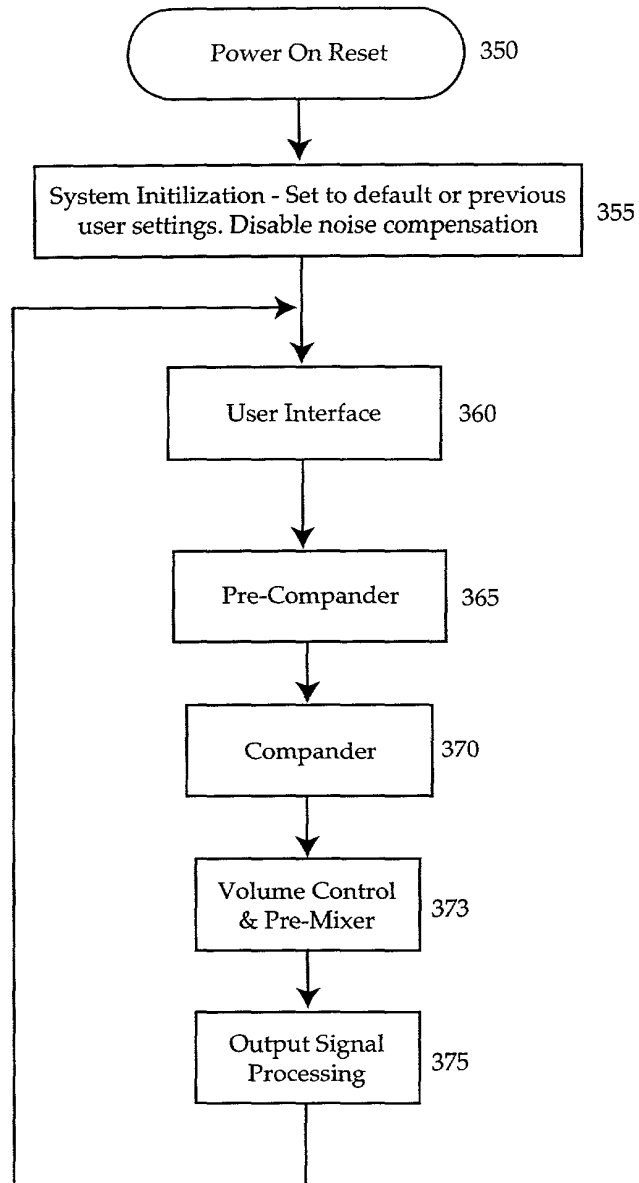 Power On Reset
350
System Initilization - Set to default or previous
user settings. Disable noise compensation
355
User Interface
360
Pre-Compander
365
Compander
370
Volume Control
& Pre-Mixer
373
Output Signal
Processing
375